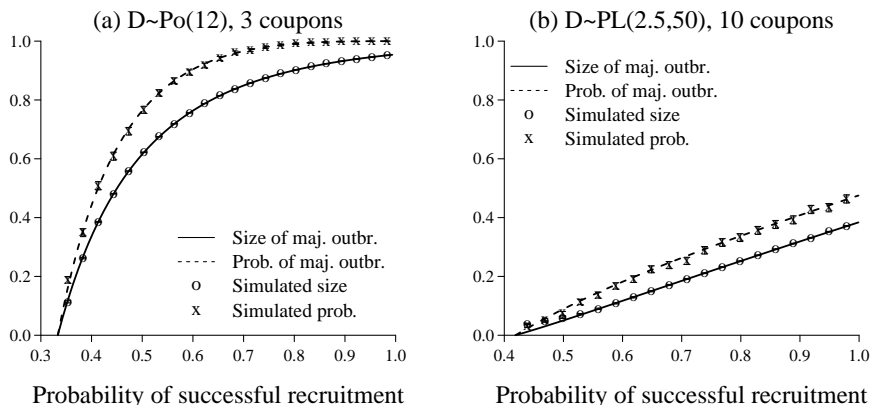 (a) D~Po(12), 3 coupons
1.0
0.8
0.6
0.4
0.2
0.0
0.3 0.4 0.5 0.6 0.7 0.8 0.9 1.0
Size of maj. outbr.
Prob. of maj. outbr.
o Simulated size
x Simulated prob.
Probability of successful recruitment
(b) D~PL(2.5,50), 10 coupons
1.0
0.8
0.6
0.4
0.2
0.0
0.4 0.5 0.6 0.7 0.8 0.9 1.0
Size of maj. outbr.
Prob. of maj. outbr.
o Simulated size
x Simulated prob.
Probability of successful recruitment